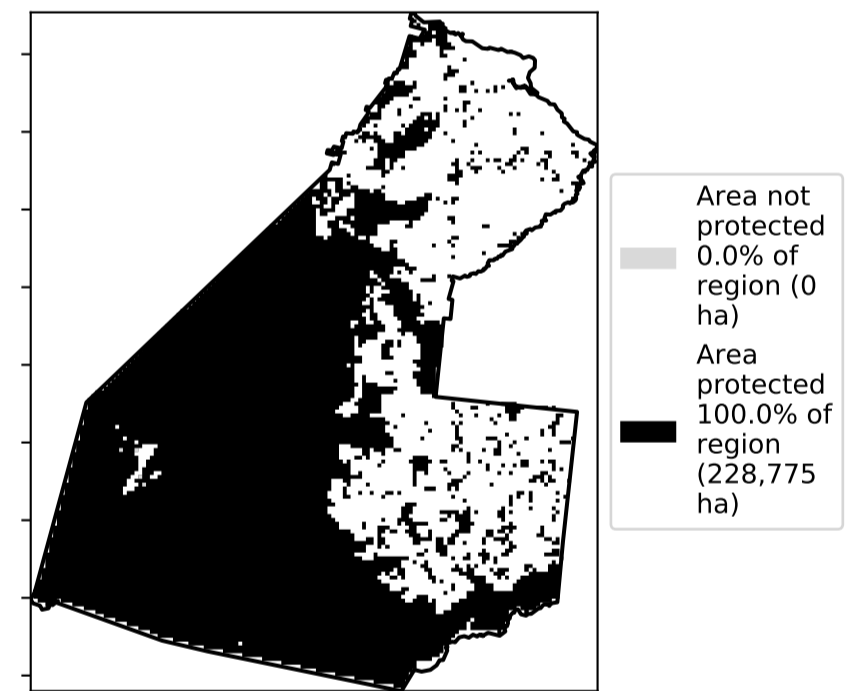 Area not
protected
0.0% of
region (0
ha)
Area
protected
100.0% of
region
(228,775
ha)